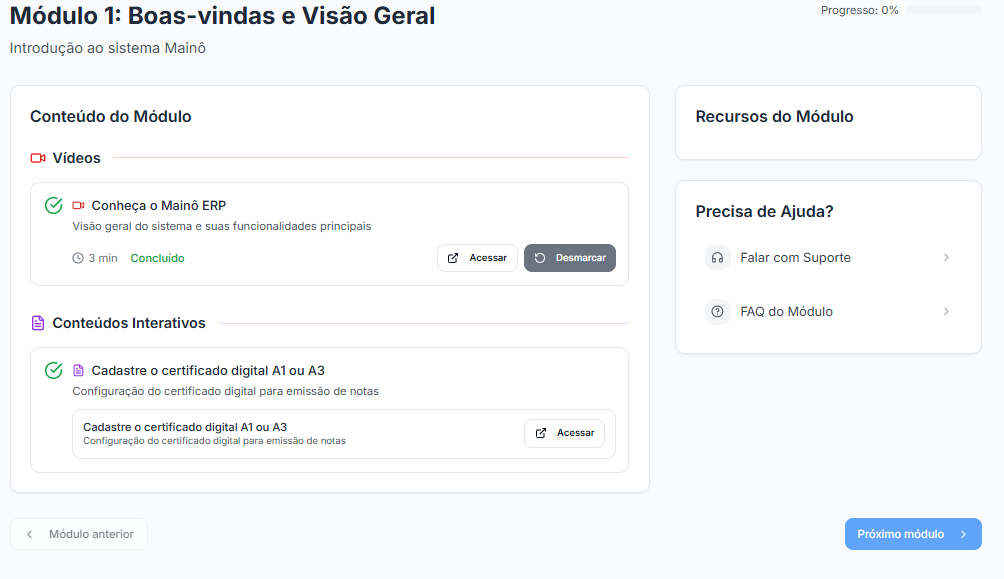 Módulo 1: Boas-vindas e Visão Geral
Progresso: 0%
Introdução ao sistema Mainô
Conteúdo do Módulo
Vídeos
Conheça o Mainô ERP
Visão geral do sistema e suas funcionalidades principais
3 min Concluído
Acessar
Desmarcar
Conteúdos Interativos
Cadastre o certificado digital A1 ou A3
Configuração do certificado digital para emissão de notas
Cadastre o certificado digital A1 ou A3
Configuração do certificado digital para emissão de notas
Acessar
Recursos do Módulo
Precisa de Ajuda?
Falar com Suporte
FAQ do Módulo
Módulo anterior
Próximo módulo